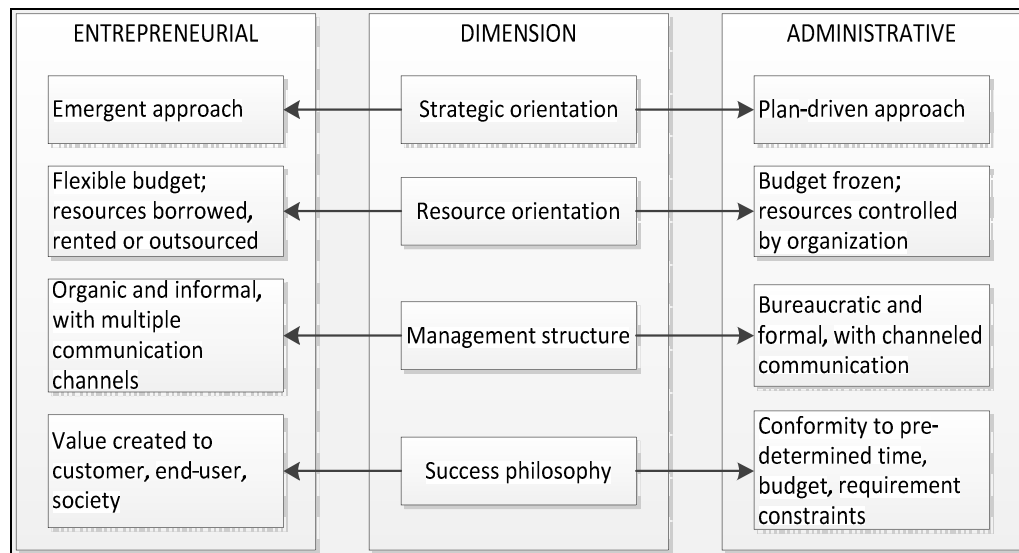 ENTREPRENEURIAL
DIMENSION
ADMINISTRATIVE
Emergent approach
Strategic orientation
Plan-driven approach
Flexible budget;
resources borrowed,
rented or outsourced
Resource orientation
Budget frozen;
resources controlled
by organization
Organic and informal,
with multiple
communication
channels
Management structure
Bureaucratic and
formal, with channeled
communication
Value created to
customer, end-user,
society
Success philosophy
Conformity to pre-
determined time,
budget, requirement
constraints